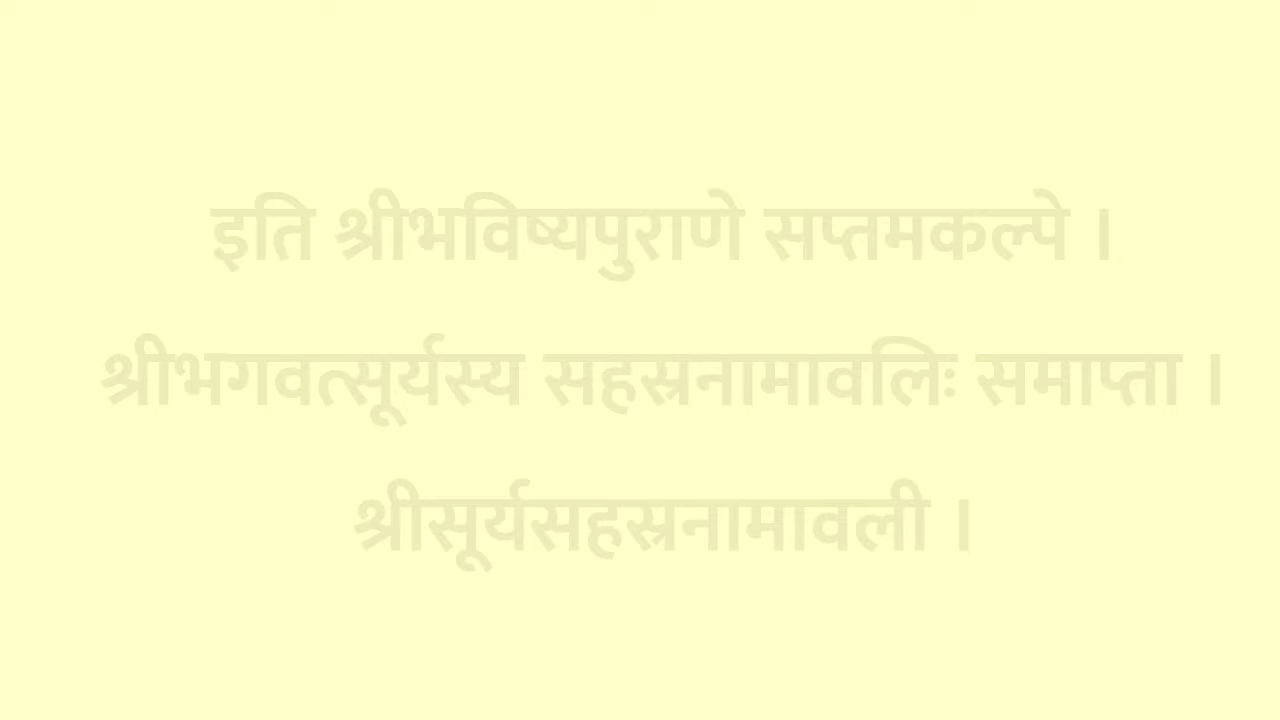 इति श्रीभविष्यपुराणे सप्तमकल्पे ।
श्रीभगवत्सूर्यस्य सहस्रनामावलिः समाप्ता ।
श्रीसूर्यसहस्रनामावली ।